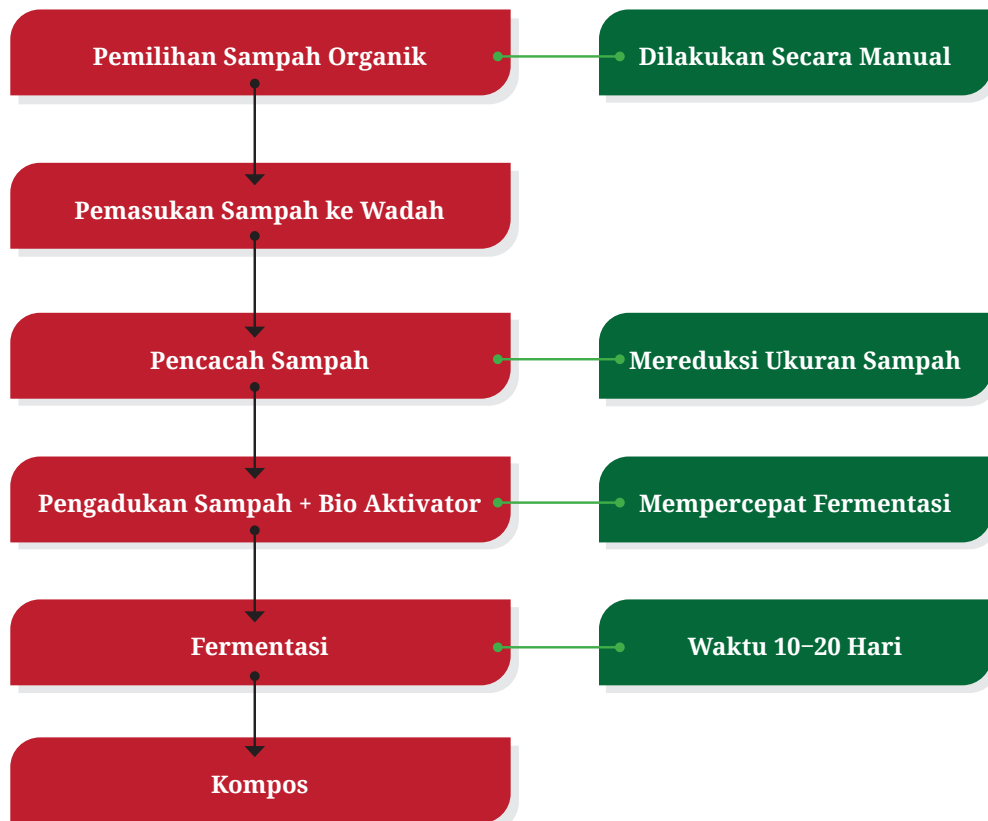 Pemilihan Sampah Organik
Dilakukan Secara Manual
Pemasukan Sampah ke Wadah
Pencacah Sampah
Mereduksi Ukuran Sampah
Pengadukan Sampah + Bio Aktivator
Mempercepat Fermentasi
Fermentasi
Waktu 10–20 Hari
Kompos